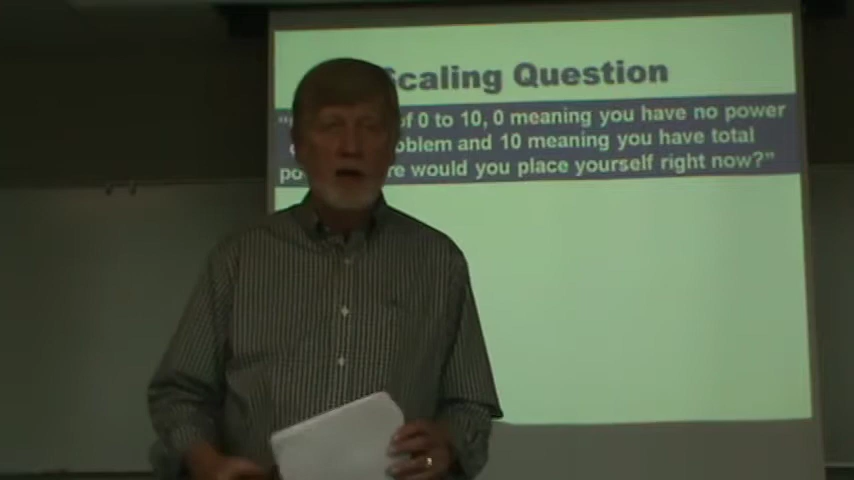 Scaling Question
of 0 to 10, 0 meaning you have no power
oblem and 10 meaning you have total
po re would you place yourself right now?”